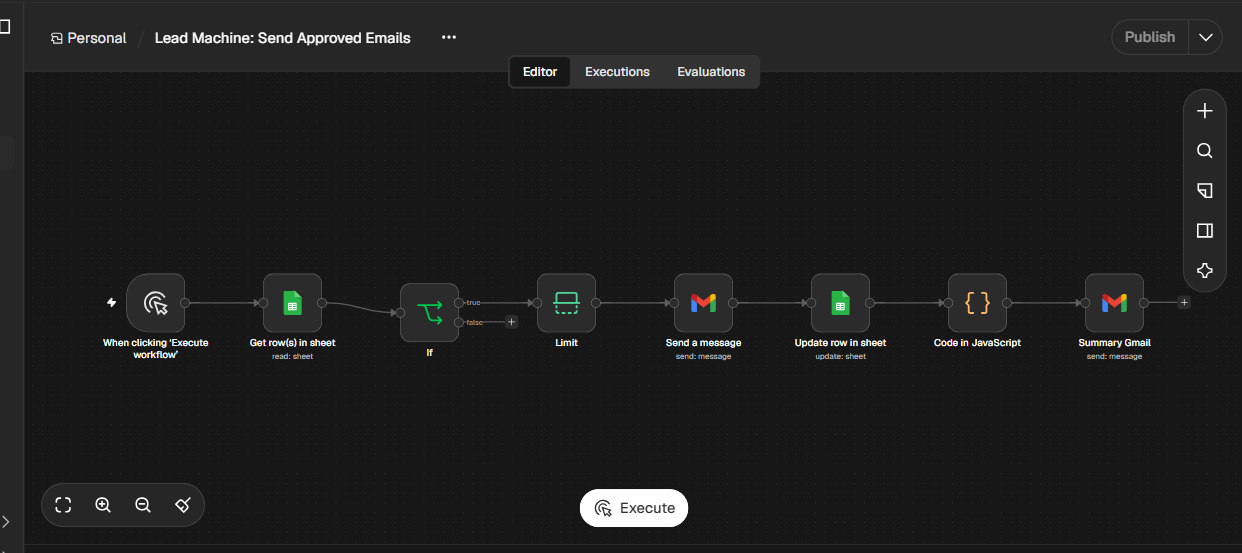 Personal / Lead Machine: Send Approved Emails ...
Publish
Editor Executions Evaluations
true
false
When clicking ‘Execute
workflow’
Get row(s) in sheet
read: sheet
If
Limit
Send a message
send: message
Update row in sheet
update: sheet
Code in JavaScript
Summary Gmail
send: message
Execute